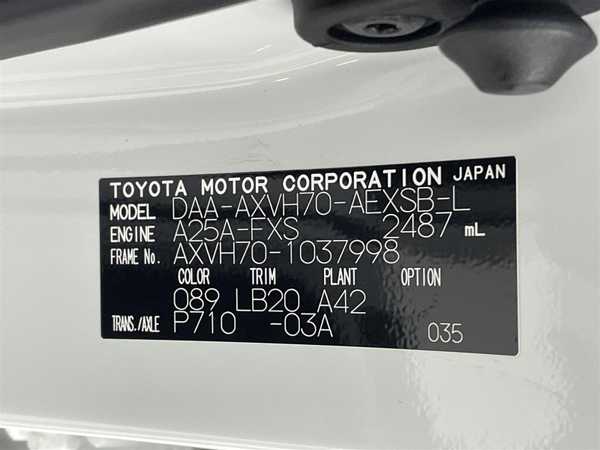 TOYOTA MOTOR CORPORATION JAPAN
MODEL DAA-AXVH70-AEXSB-L
ENGINE A25A-FXS 2487 mL
FRAME No. AXVH70-1037998
COLOR TRIM PLANT OPTION
089 LB20 A42
TRANS./AXLE P710 -03A 035